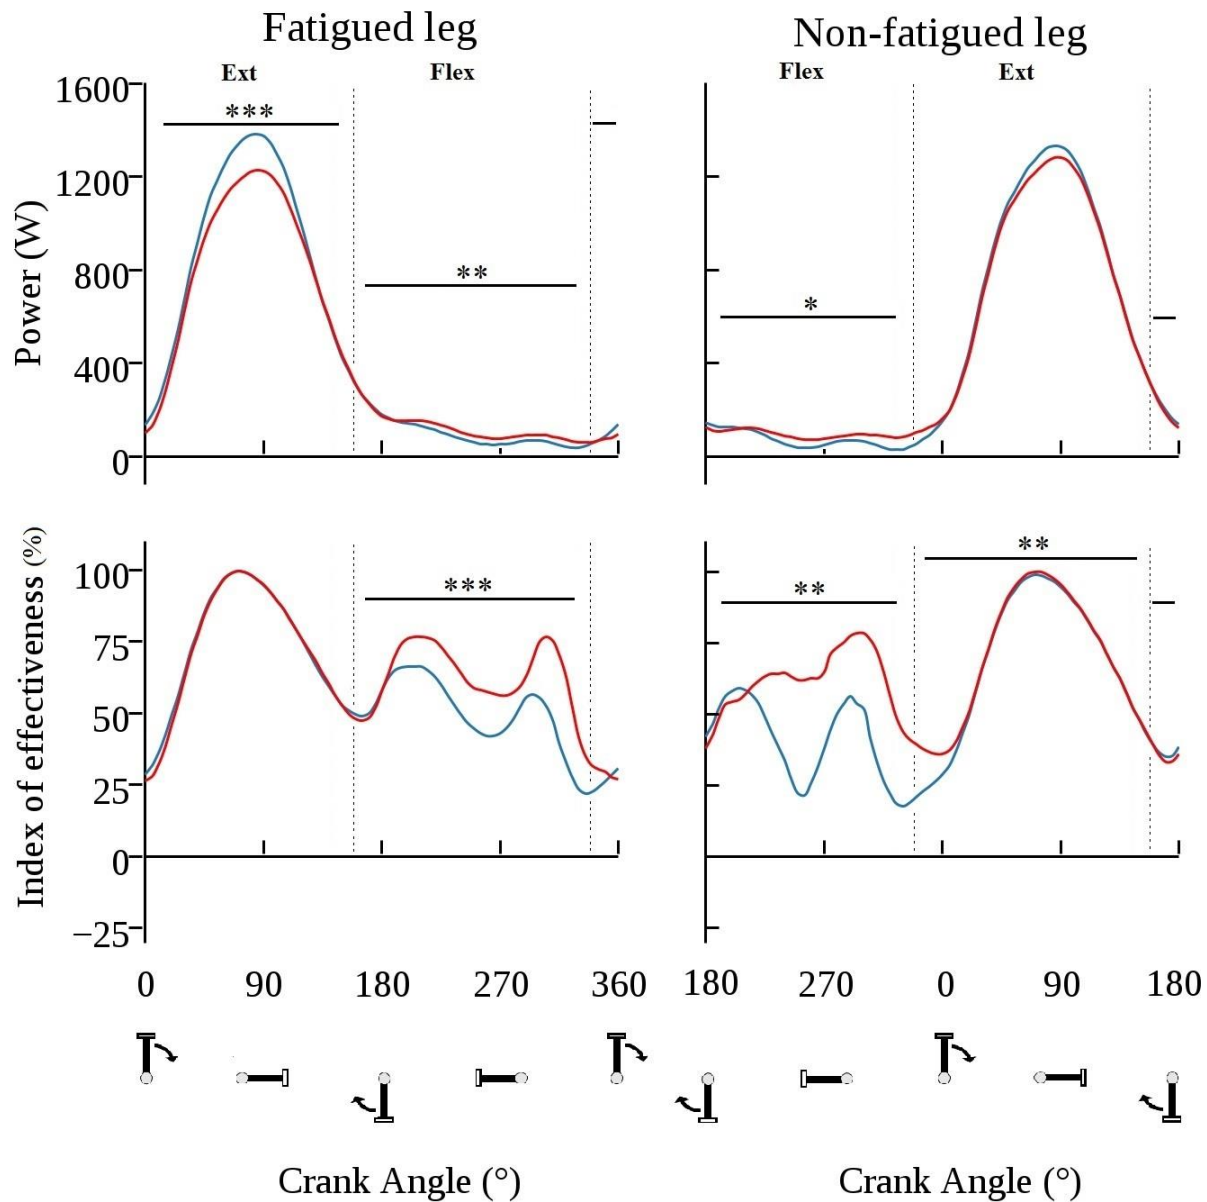 Fatigued leg
Non-fatigued leg
Ext
Flex
Flex
Ext
Power (W)
1600
1200
800
400
0
***
**
*
Index of effectiveness (%)
100
75
50
25
0
−25
***
**
**
0 90 180 270 360
180 270 0 90 180
Crank Angle (°)
Crank Angle (°)